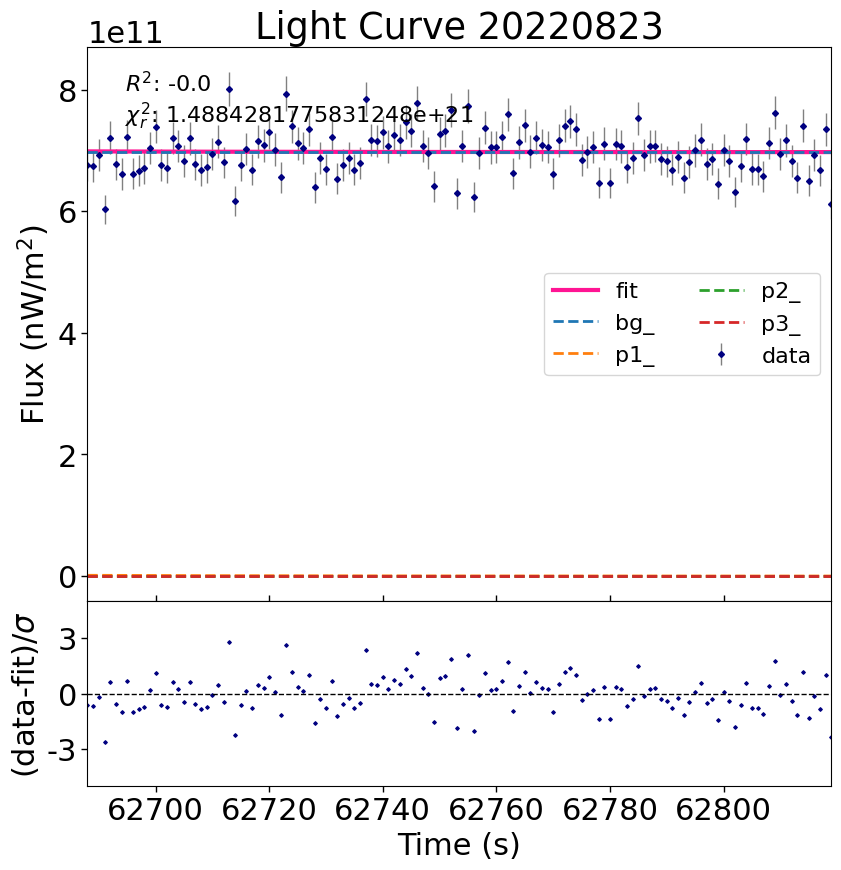 Light Curve 20220823
1e11
R²: -0.0
χ²ᵣ: 1.4884281775831248e+21
8
6
4
2
0
Flux (nW/m²)
fit
bg_
p1_
p2_
p3_
data
3
0
-3
(data-fit)/σ
62700 62720 62740 62760 62780 62800
Time (s)